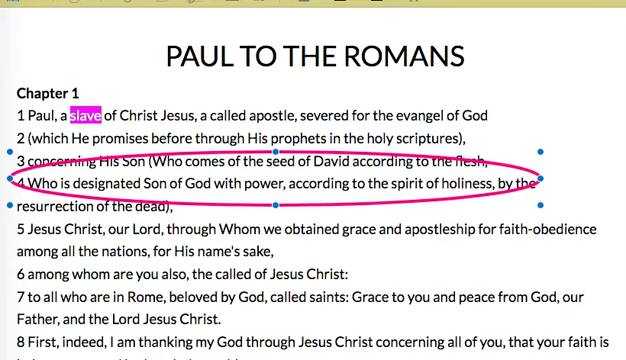 PAUL TO THE ROMANS
Chapter 1
1 Paul, a slave of Christ Jesus, a called apostle, severed for the evangel of God
2 (which He promises before through His prophets in the holy scriptures),
3 concerning His Son (Who comes of the seed of David according to the flesh,
4 Who is designated Son of God with power, according to the spirit of holiness, by the
resurrection of the dead),
5 Jesus Christ, our Lord, through Whom we obtained grace and apostleship for faith-obedience
among all the nations, for His name's sake,
6 among whom are you also, the called of Jesus Christ:
7 to all who are in Rome, beloved by God, called saints: Grace to you and peace from God, our
Father, and the Lord Jesus Christ.
8 First, indeed, I am thanking my God through Jesus Christ concerning all of you, that your faith is